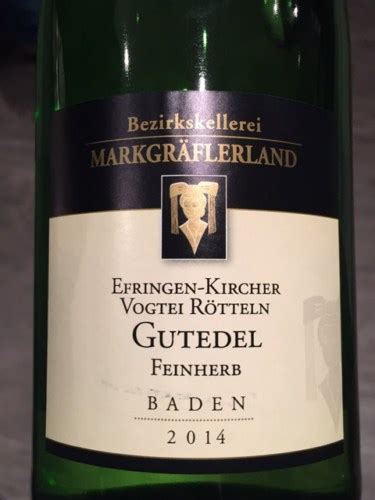 Bezirkskellerei
MARKGRÄFLERLAND
EFRINGEN-KIRCHER
VOGTEI RÖTTELN
GUTEDEL
FEINHERB
BADEN
2014